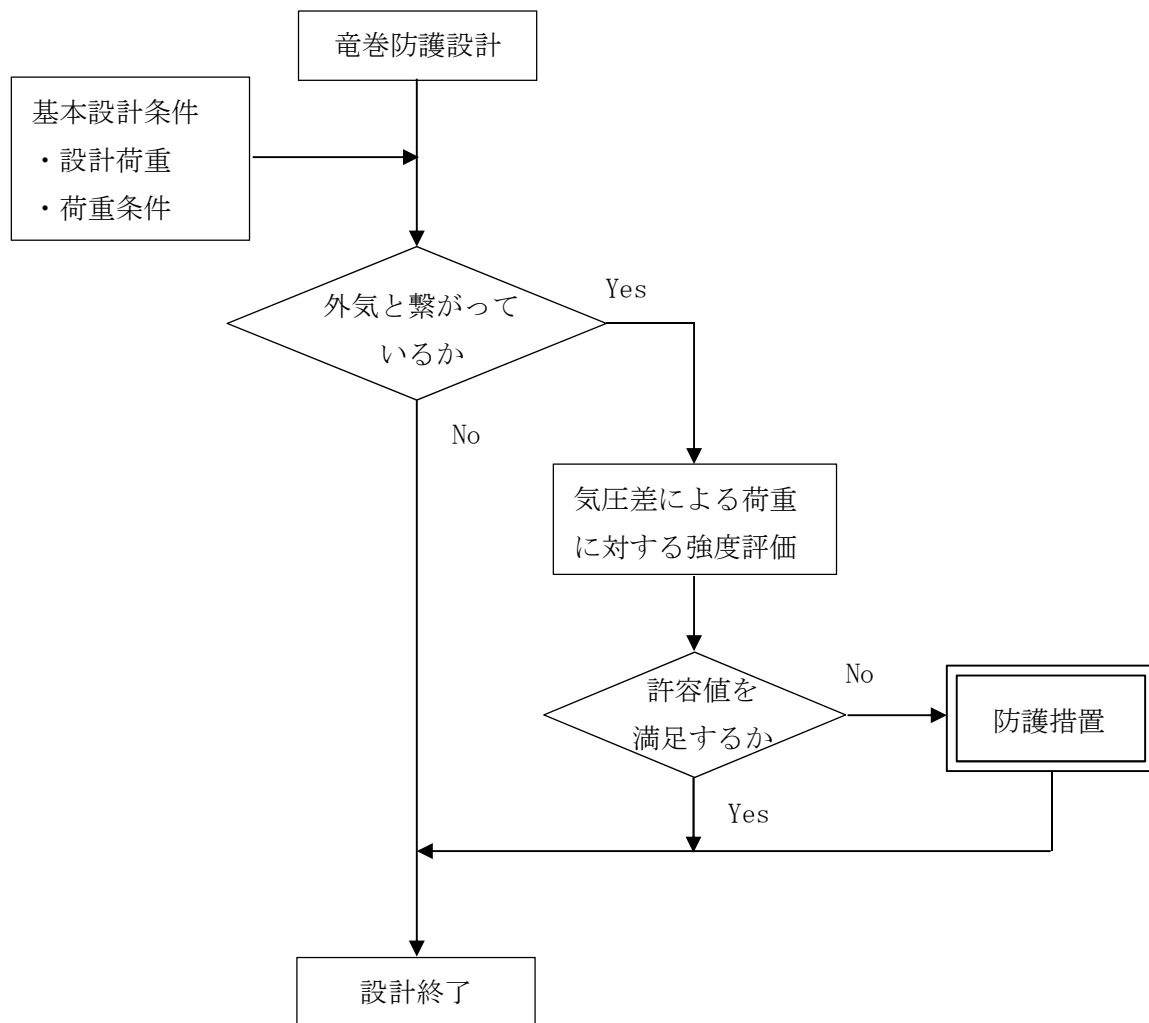 竜巻防護設計
基本設計条件
・設計荷重
・荷重条件
外気と繋がって
いるか
Yes
No
気圧差による荷重
に対する強度評価
許容値を
満足するか
No
防護措置
Yes
設計終了